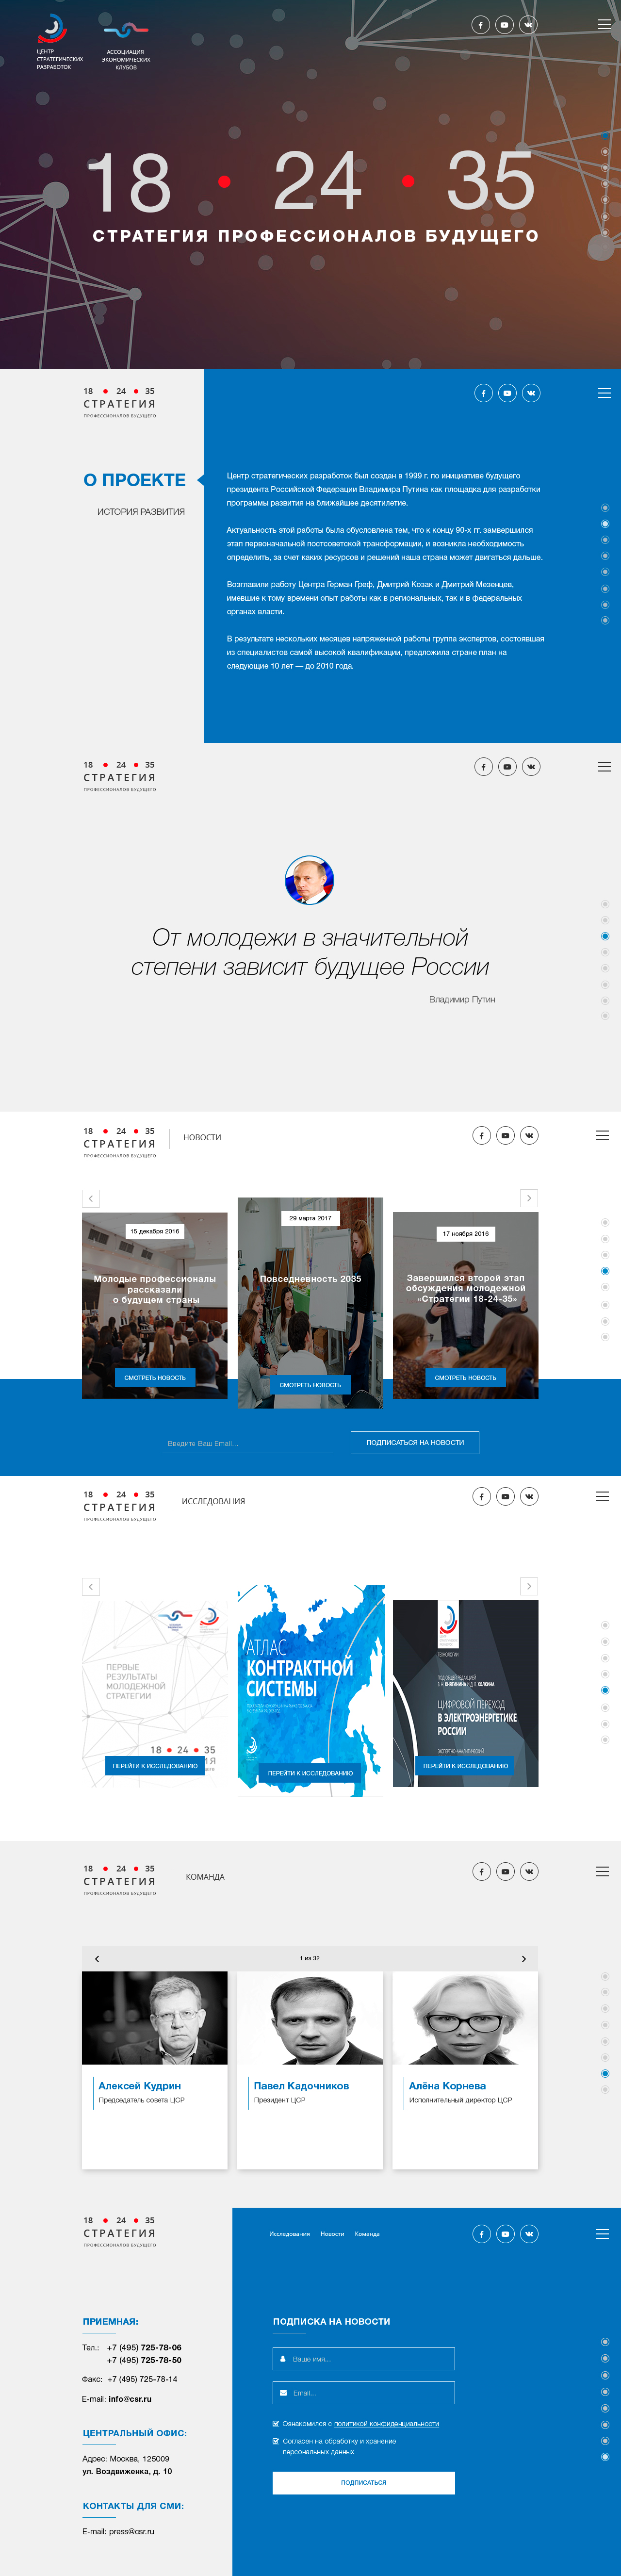 ЦЕНТР
СТРАТЕГИЧЕСКИХ
РАЗРАБОТОК
АССОЦИАЦИЯ
ЭКОНОМИЧЕСКИХ
КЛУБОВ
18 • 24 • 35
СТРАТЕГИЯ ПРОФЕССИОНАЛОВ БУДУЩЕГО
18 • 24 • 35
СТРАТЕГИЯ
ПРОФЕССИОНАЛОВ БУДУЩЕГО
О ПРОЕКТЕ
ИСТОРИЯ РАЗВИТИЯ
Центр стратегических разработок был создан в 1999 г. по инициативе будущего
президента Российской Федерации Владимира Путина как площадка для разработки
программы развития на ближайшее десятилетие.
Актуальность этой работы была обусловлена тем, что к концу 90-х гг. замвершился
этап первоначальной постсоветской трансформации, и возникла необходимость
определить, за счет каких ресурсов и решений наша страна может двигаться дальше.
Возглавили работу Центра Герман Греф, Дмитрий Козак и Дмитрий Мезенцев,
имевшие к тому времени опыт работы как в региональных, так и в федеральных
органах власти.
В результате нескольких месяцев напряженной работы группа экспертов, состоявшая
из специалистов самой высокой квалификации, предложила стране план на
следующие 10 лет — до 2010 года.
18 • 24 • 35
СТРАТЕГИЯ
ПРОФЕССИОНАЛОВ БУДУЩЕГО
От молодежи в значительной
степени зависит будущее России
Владимир Путин
18 • 24 • 35
СТРАТЕГИЯ
ПРОФЕССИОНАЛОВ БУДУЩЕГО
НОВОСТИ
15 декабря 2016
Молодые профессионалы
рассказали
о будущем страны
СМОТРЕТЬ НОВОСТЬ
29 марта 2017
Повседневность 2035
СМОТРЕТЬ НОВОСТЬ
17 ноября 2016
Завершился второй этап
обсуждения молодежной
«Стратегии 18-24-35»
СМОТРЕТЬ НОВОСТЬ
Введите Ваш Email...
ПОДПИСАТЬСЯ НА НОВОСТИ
18 • 24 • 35
СТРАТЕГИЯ
ПРОФЕССИОНАЛОВ БУДУЩЕГО
ИССЛЕДОВАНИЯ
ПЕРВЫЕ
РЕЗУЛЬТАТЫ
МОЛОДЕЖНОЙ
СТРАТЕГИИ
18 • 24 • 35
ПЕРЕЙТИ К ИССЛЕДОВАНИЮ
АТЛАС
КОНТРАКТНОЙ
СИСТЕМЫ
ПЕРЕЙТИ К ИССЛЕДОВАНИЮ
ТЕХНОЛОГИИ
ПОД ОБЩЕЙ РЕДАКЦИЕЙ
В. Н. КНЯГИНИНА И Д. В. ХОЛКИНА
ЦИФРОВОЙ ПЕРЕХОД
В ЭЛЕКТРОЭНЕРГЕТИКЕ
РОССИИ
ЭКСПЕРТНО-АНАЛИТИЧЕСКИЙ
ПЕРЕЙТИ К ИССЛЕДОВАНИЮ
18 • 24 • 35
СТРАТЕГИЯ
ПРОФЕССИОНАЛОВ БУДУЩЕГО
КОМАНДА
1 из 32
Алексей Кудрин
Председатель совета ЦСР
Павел Кадочников
Президент ЦСР
Алёна Корнева
Исполнительный директор ЦСР
18 • 24 • 35
СТРАТЕГИЯ
ПРОФЕССИОНАЛОВ БУДУЩЕГО
Исследования Новости Команда
ПРИЕМНАЯ:
Тел.: +7 (495) 725-78-06
+7 (495) 725-78-50
Факс: +7 (495) 725-78-14
E-mail: info@csr.ru
ЦЕНТРАЛЬНЫЙ ОФИС:
Адрес: Москва, 125009
ул. Воздвиженка, д. 10
КОНТАКТЫ ДЛЯ СМИ:
E-mail: press@csr.ru
ПОДПИСКА НА НОВОСТИ
Ваше имя...
Email...
Ознакомился с политикой конфиденциальности
Согласен на обработку и хранение
персональных данных
ПОДПИСАТЬСЯ